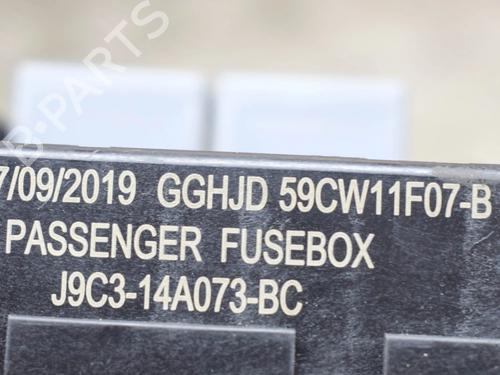 7/09/2019 GGHJD 59CW11F07-B
PASSENGER FUSEBOX
J9C3-14A073-BC
B-PARTS